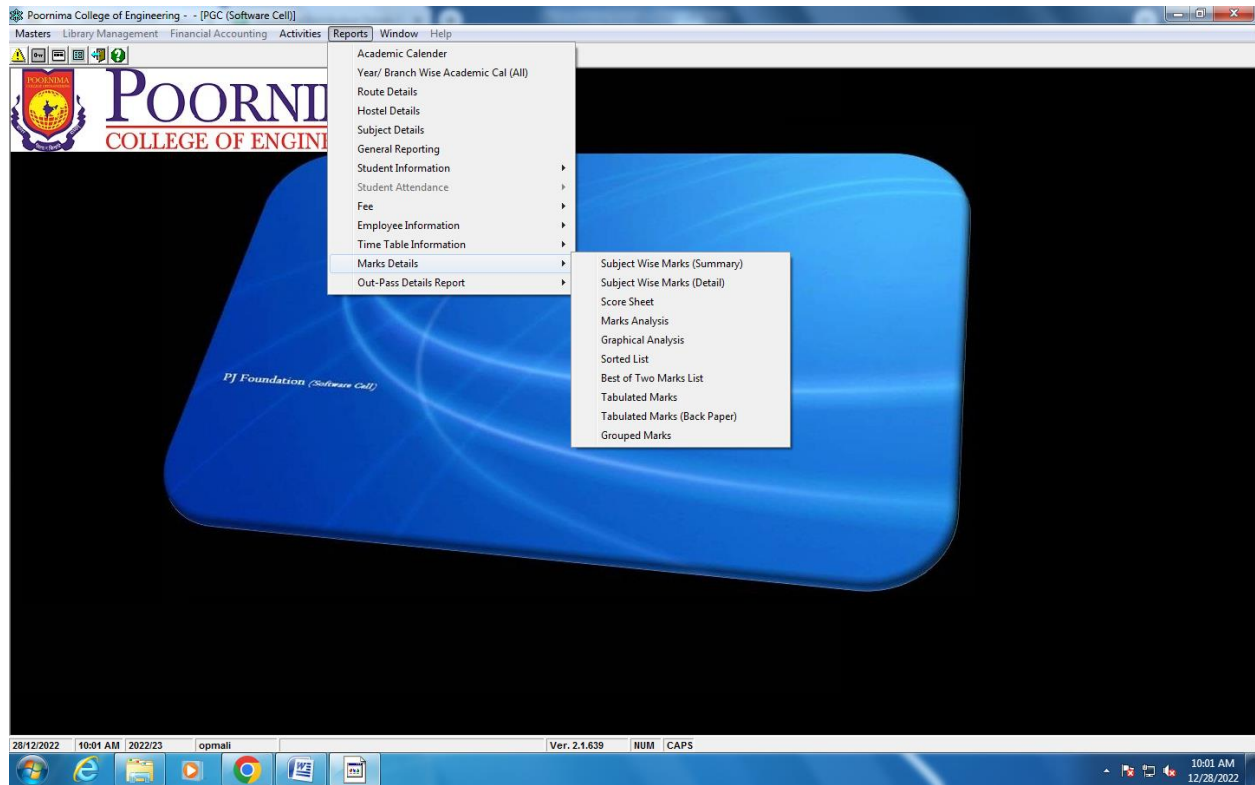 Poornima College of Engineering - - [PGC (Software Cell)]
Masters Library Management Financial Accounting Activities Reports Window Help
POORNIMA
POORNI
COLLEGE OF ENGINE
Academic Calender
Year/ Branch Wise Academic Cal (All)
Route Details
Hostel Details
Subject Details
General Reporting
Student Information
Student Attendance
Fee
Employee Information
Time Table Information
Marks Details
Out-Pass Details Report
Subject Wise Marks (Summary)
Subject Wise Marks (Detail)
Score Sheet
Marks Analysis
Graphical Analysis
Sorted List
Best of Two Marks List
Tabulated Marks
Tabulated Marks (Back Paper)
Grouped Marks
PJ Foundation (Software Cell)
28/12/2022 10:01 AM 2022/23 opmali Ver. 2.1.639 NUM CAPS
10:01 AM
12/28/2022